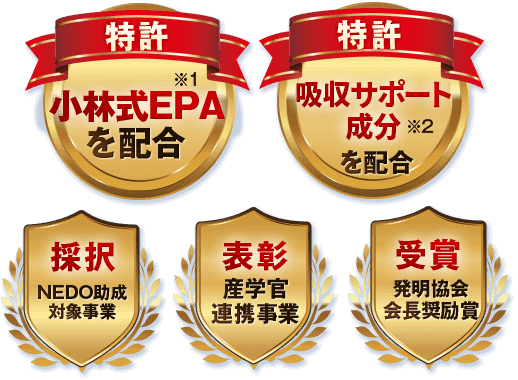 特許
※1
小林式EPA
を配合
特許
吸収サポート
成分 ※2
を配合
採択
NEDO助成
対象事業
表彰
産学官
連携事業
受賞
発明協会
会長奨励賞